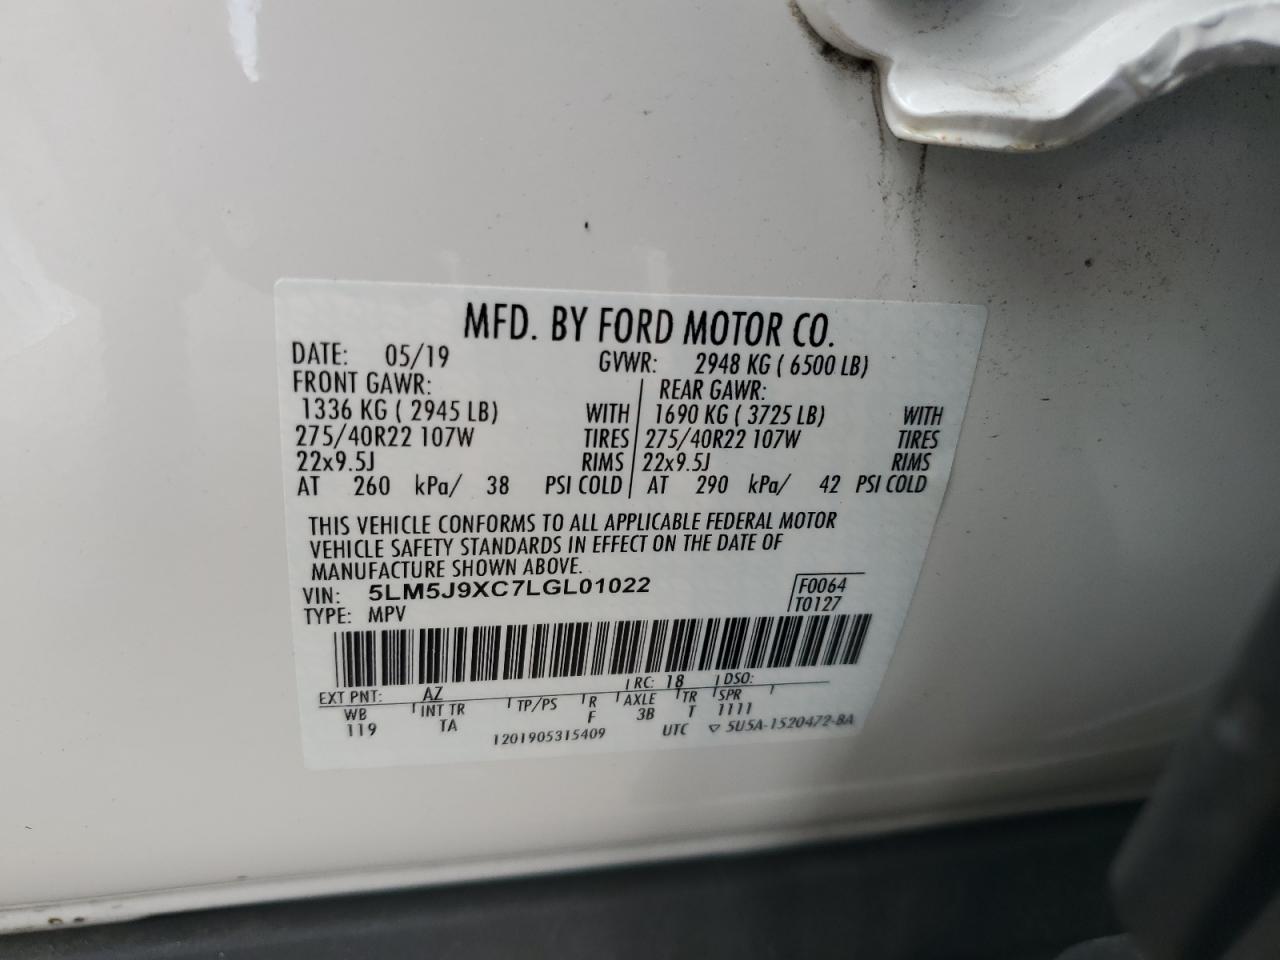 MFD. BY FORD MOTOR CO.
DATE: 05/19 GVWR: 2948 KG ( 6500 LB)
FRONT GAWR: REAR GAWR:
1336 KG ( 2945 LB) WITH 1690 KG ( 3725 LB) WITH
275/40R22 107W TIRES 275/40R22 107W TIRES
22x9.5J RIMS 22x9.5J RIMS
AT 260 kPa/ 38 PSI COLD AT 290 kPa/ 42 PSI COLD
THIS VEHICLE CONFORMS TO ALL APPLICABLE FEDERAL MOTOR
VEHICLE SAFETY STANDARDS IN EFFECT ON THE DATE OF
MANUFACTURE SHOWN ABOVE.
VIN: 5LM5J9XC7LGL01022 F0064
TYPE: MPV T0127
EXT PNT: AZ RC: 18 DSO:
WB INT TR TP/PS R AXLE TR SPR
119 TA F 3B T 1111
1201905315409 UTC ▽ 5U5A-1520472-BA